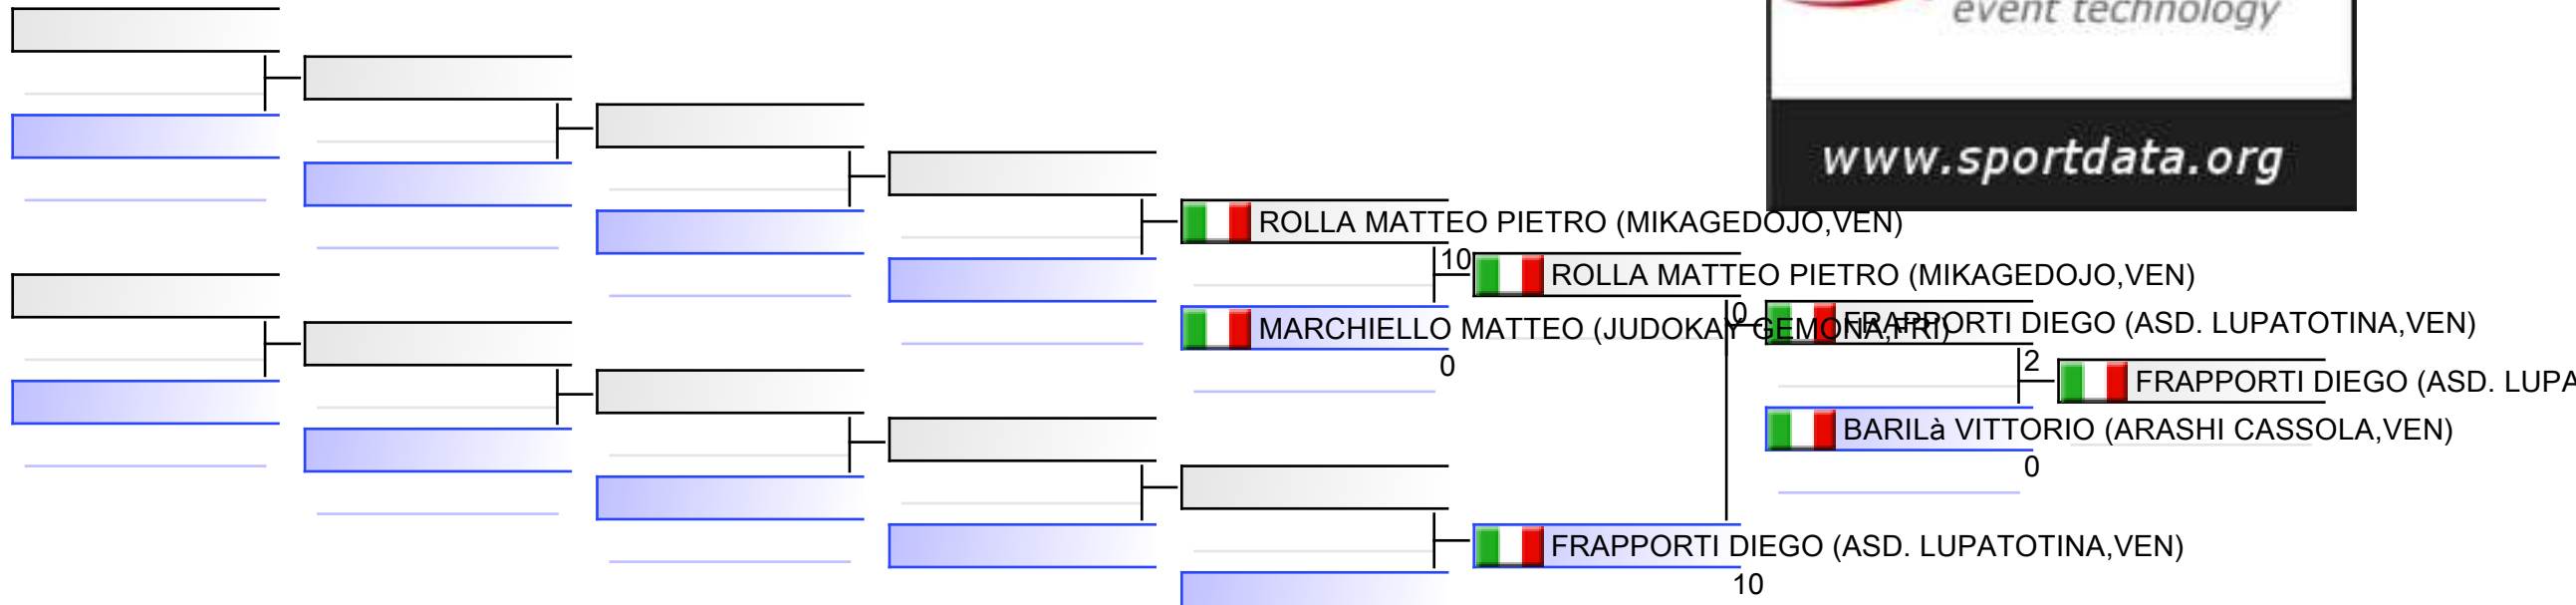 event technology
www.sportdata.org
ROLLA MATTEO PIETRO (MIKAGEDOJO,VEN)
10
ROLLA MATTEO PIETRO (MIKAGEDOJO,VEN)
0
MARCHIELLO MATTEO (JUDOKAY GEMONA,FRI)
FRAPPORTI DIEGO (ASD. LUPATOTINA,VEN)
0
2
FRAPPORTI DIEGO (ASD. LUPA
BARILà VITTORIO (ARASHI CASSOLA,VEN)
0
FRAPPORTI DIEGO (ASD. LUPATOTINA,VEN)
10